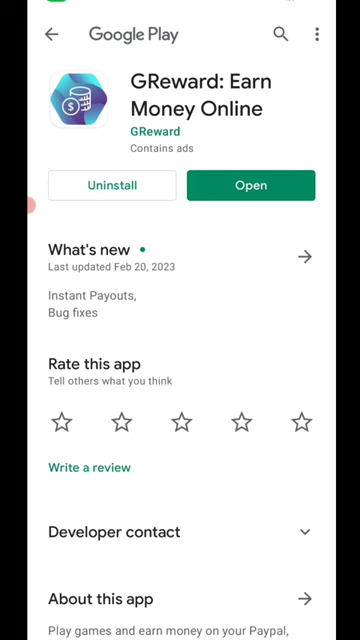 Google Play
GReward: Earn
Money Online
GReward
Contains ads
Uninstall
Open
What's new
Last updated Feb 20, 2023
Instant Payouts,
Bug fixes
Rate this app
Tell others what you think
Write a review
Developer contact
About this app
Play games and earn money on your Paypal,